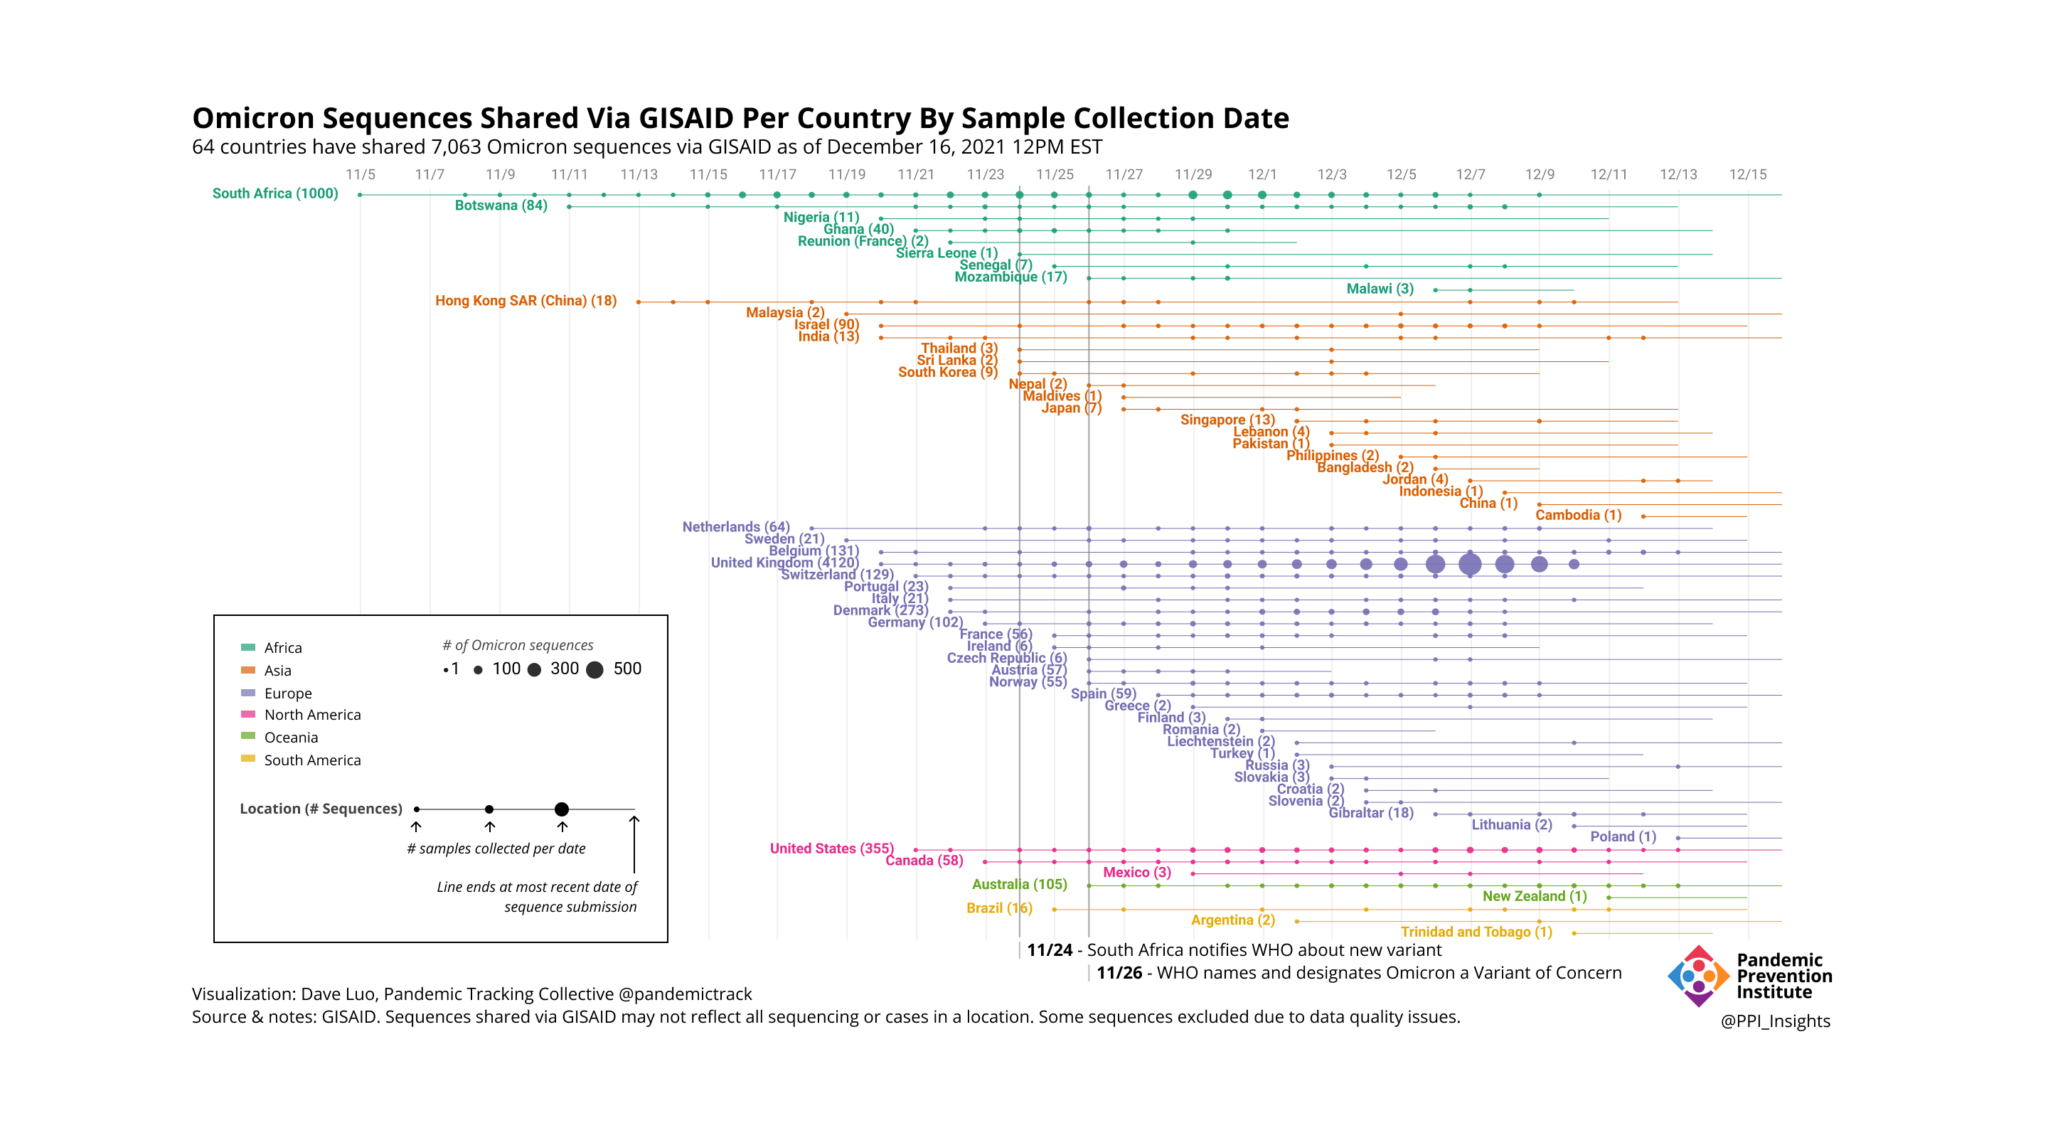 Omicron Sequences Shared Via GISAID Per Country By Sample Collection Date
64 countries have shared 7,063 Omicron sequences via GISAID as of December 16, 2021 12PM EST
11/5 11/7 11/9 11/11 11/13 11/15 11/17 11/19 11/21 11/23 11/25 11/27 11/29 12/1 12/3 12/5 12/7 12/9 12/11 12/13 12/15
South Africa (1000)
Botswana (84)
Nigeria (11)
Ghana (40)
Reunion (France) (2)
Sierra Leone (1)
Senegal (7)
Mozambique (17)
Malawi (3)
Hong Kong SAR (China) (18)
Malaysia (2)
Israel (90)
India (13)
Thailand (3)
Sri Lanka (2)
South Korea (9)
Nepal (2)
Maldives (1)
Japan (7)
Singapore (13)
Lebanon (4)
Pakistan (1)
Philippines (2)
Bangladesh (2)
Jordan (4)
Indonesia (1)
China (1)
Cambodia (1)
Netherlands (64)
Sweden (21)
Belgium (131)
United Kingdom (4120)
Switzerland (129)
Portugal (23)
Italy (21)
Denmark (273)
Germany (102)
France (56)
Ireland (6)
Czech Republic (6)
Austria (57)
Norway (55)
Spain (59)
Greece (2)
Finland (3)
Romania (2)
Liechtenstein (2)
Turkey (1)
Russia (3)
Slovakia (3)
Croatia (2)
Slovenia (2)
Gibraltar (18)
Lithuania (2)
Poland (1)
United States (355)
Canada (58)
Mexico (3)
Australia (105)
New Zealand (1)
Brazil (16)
Argentina (2)
Trinidad and Tobago (1)
Africa
Asia
Europe
North America
Oceania
South America
# of Omicron sequences
1 100 300 500
Location (# Sequences)
# samples collected per date
Line ends at most recent date of
sequence submission
11/24 - South Africa notifies WHO about new variant
11/26 - WHO names and designates Omicron a Variant of Concern
Visualization: Dave Luo, Pandemic Tracking Collective @pandemictrack
Source & notes: GISAID. Sequences shared via GISAID may not reflect all sequencing or cases in a location. Some sequences excluded due to data quality issues.
Pandemic
Prevention
Institute
@PPI_Insights